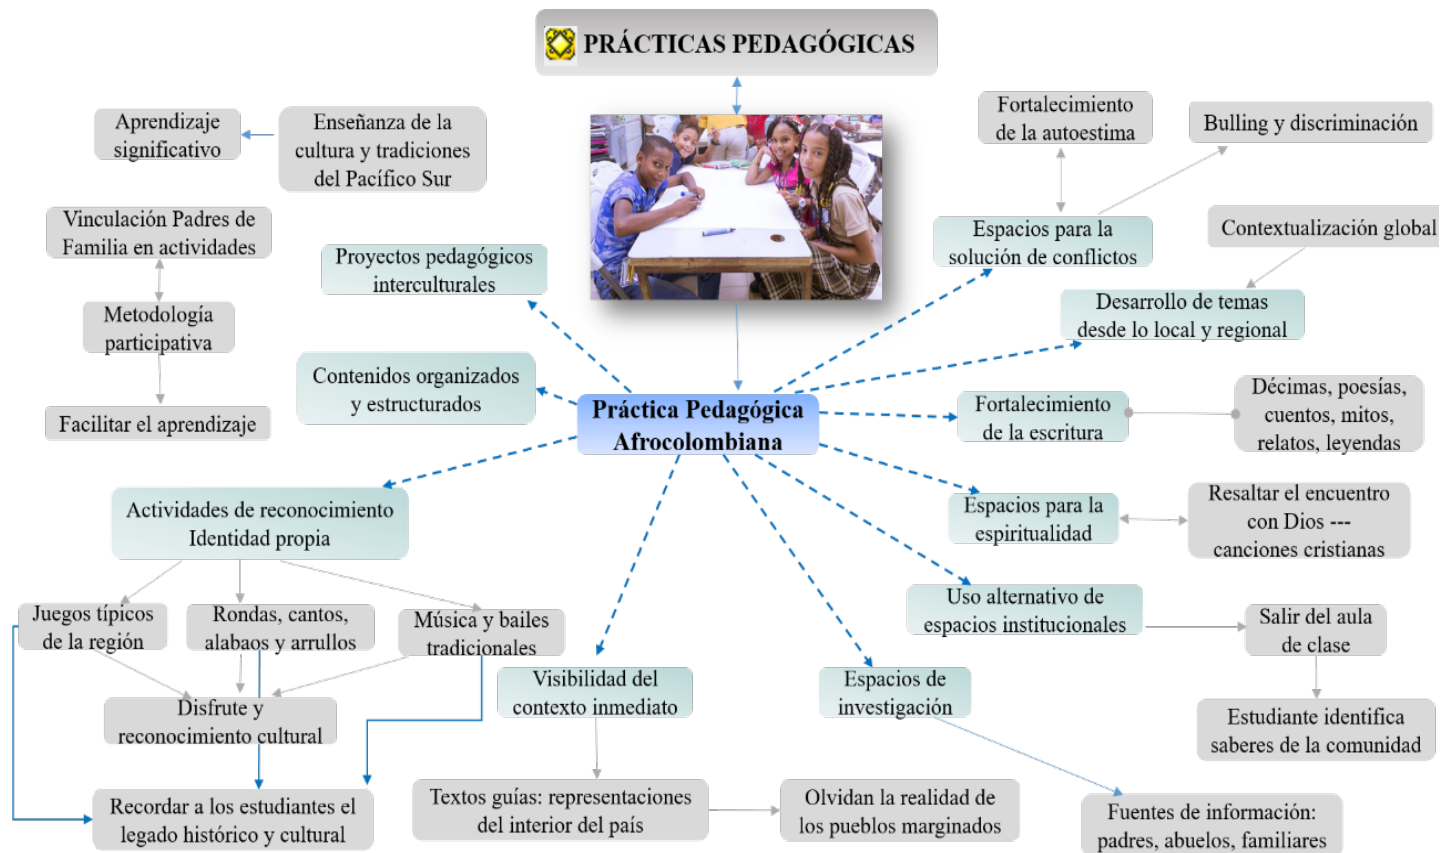 PRÁCTICAS PEDAGÓGICAS
Aprendizaje
significativo
Enseñanza de la
cultura y tradiciones
del Pacífico Sur
Vinculación Padres de
Familia en actividades
Metodología
participativa
Facilitar el aprendizaje
Proyectos pedagógicos
interculturales
Contenidos organizados
y estructurados
Fortalecimiento
de la autoestima
Bulling y discriminación
Espacios para la
solución de conflictos
Contextualización global
Desarrollo de temas
desde lo local y regional
Práctica Pedagógica
Afrocolombiana
Fortalecimiento
de la escritura
Décimas, poesías,
cuentos, mitos,
relatos, leyendas
Espacios para la
espiritualidad
Resaltar el encuentro
con Dios ---
canciones cristianas
Actividades de reconocimiento
Identidad propia
Juegos típicos
de la región
Rondas, cantos,
alabaos y arrullos
Música y bailes
tradicionales
Disfrute y
reconocimiento cultural
Recordar a los estudiantes el
legado histórico y cultural
Visibilidad del
contexto inmediato
Textos guías: representaciones
del interior del país
Olvidan la realidad de
los pueblos marginados
Espacios de
investigación
Fuentes de información:
padres, abuelos, familiares
Uso alternativo de
espacios institucionales
Salir del aula
de clase
Estudiante identifica
saberes de la comunidad